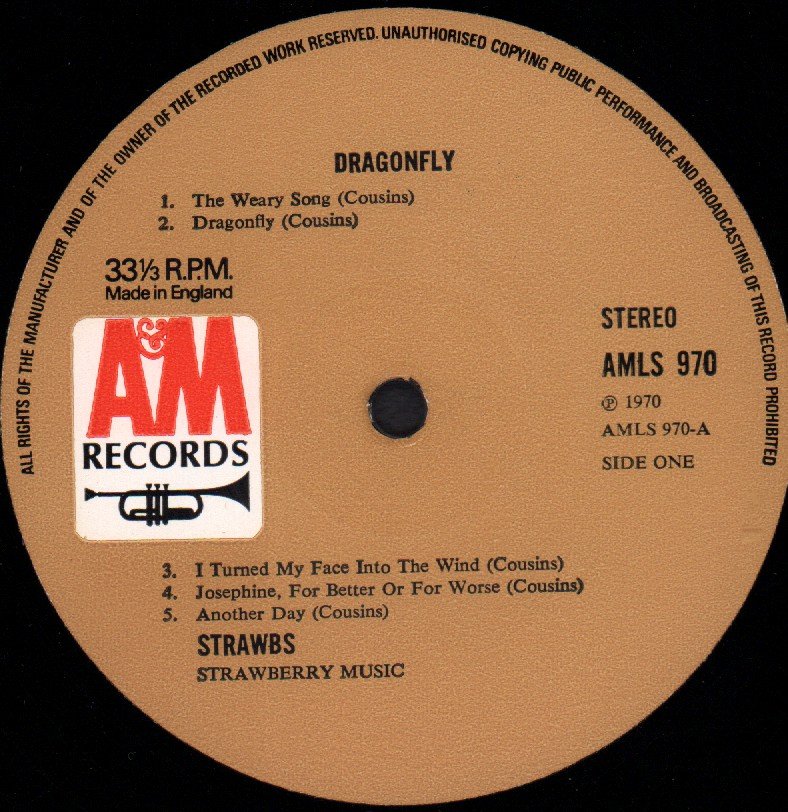 ALL RIGHTS OF THE MANUFACTURER AND OF THE OWNER OF THE RECORDED WORK RESERVED. UNAUTHORISED COPYING PUBLIC PERFORMANCE AND BROADCASTING OF THIS RECORD PROHIBITED
DRAGONFLY
1. The Weary Song (Cousins)
2. Dragonfly (Cousins)
33⅓ R.P.M.
Made in England
A&M
RECORDS
STEREO
AMLS 970
℗ 1970
AMLS 970-A
SIDE ONE
3. I Turned My Face Into The Wind (Cousins)
4. Josephine, For Better Or For Worse (Cousins)
5. Another Day (Cousins)
STRAWBS
STRAWBERRY MUSIC